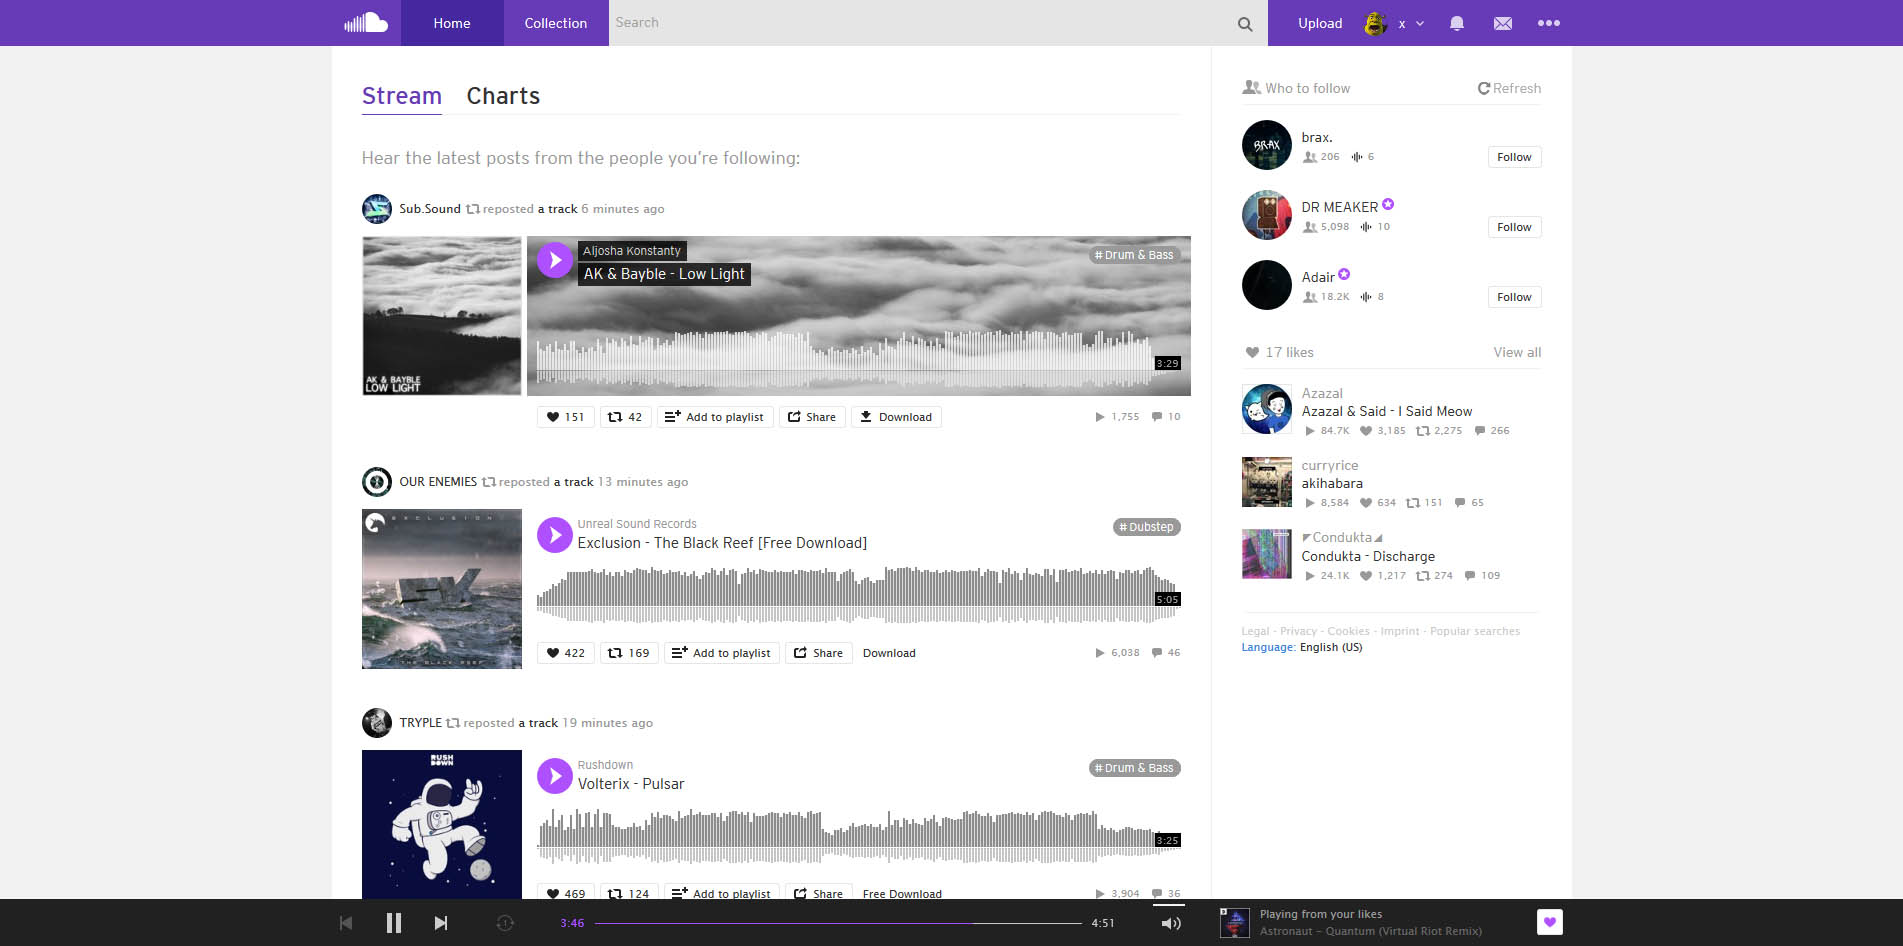 Home Collection Search Upload x
Stream Charts
Hear the latest posts from the people you're following:
Sub.Sound reposted a track 6 minutes ago
AK & BAYBLE
LOW LIGHT
Aljosha Konstanty
AK & Bayble - Low Light
# Drum & Bass
3:29
151 42 Add to playlist Share Download 1,755 10
OUR ENEMIES reposted a track 13 minutes ago
EXCLUSION
THE BLACK REEF
Unreal Sound Records
Exclusion - The Black Reef [Free Download]
# Dubstep
5:05
422 169 Add to playlist Share Download 6,038 46
TRYPLE reposted a track 19 minutes ago
RUSH
DOWN
Rushdown
Volterix - Pulsar
# Drum & Bass
3:25
469 124 Add to playlist Share Free Download 3,904 36
Who to follow Refresh
BRAX
brax.
206 6
Follow
DR MEAKER
5,098 10
Follow
Adair
18.2K 8
Follow
17 likes View all
Azazal
Azazal & Said - I Said Meow
84.7K 3,185 2,275 266
curryrice
akihabara
8,584 634 151 65
◤Condukta◢
Condukta - Discharge
24.1K 1,217 274 109
Legal - Privacy - Cookies - Imprint - Popular searches
Language: English (US)
3:46 4:51
Playing from your likes
Astronaut – Quantum (Virtual Riot Remix)